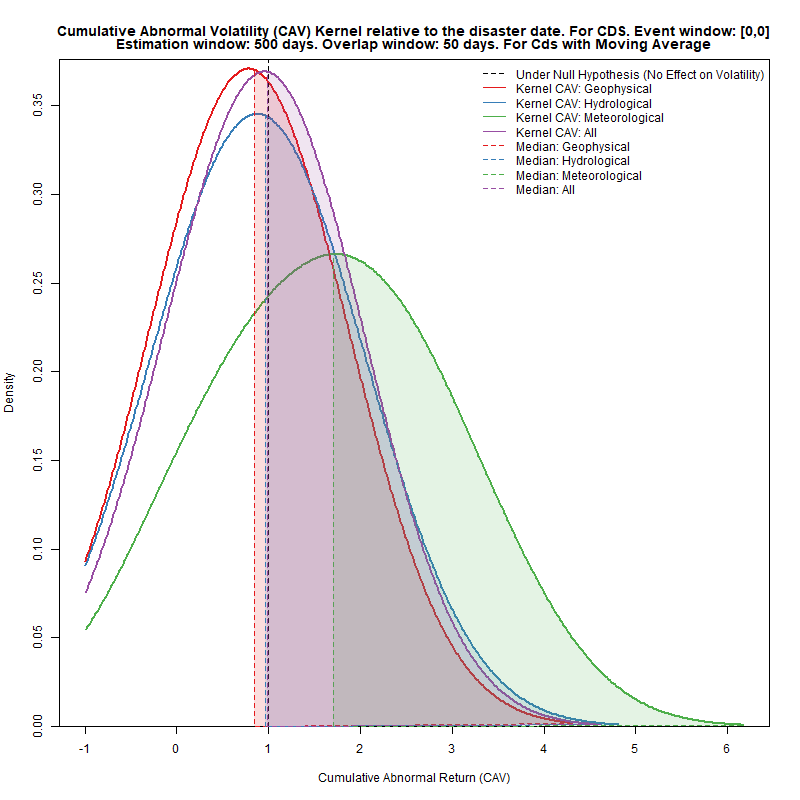 Cumulative Abnormal Volatility (CAV) Kernel relative to the disaster date. For CDS. Event window: [0,0]
Estimation window: 500 days. Overlap window: 50 days. For Cds with Moving Average
Under Null Hypothesis (No Effect on Volatility)
Kernel CAV: Geophysical
Kernel CAV: Hydrological
Kernel CAV: Meteorological
Kernel CAV: All
Median: Geophysical
Median: Hydrological
Median: Meteorological
Median: All
Density
0.35
0.30
0.25
0.20
0.15
0.10
0.05
0.00
-1 0 1 2 3 4 5 6
Cumulative Abnormal Return (CAV)